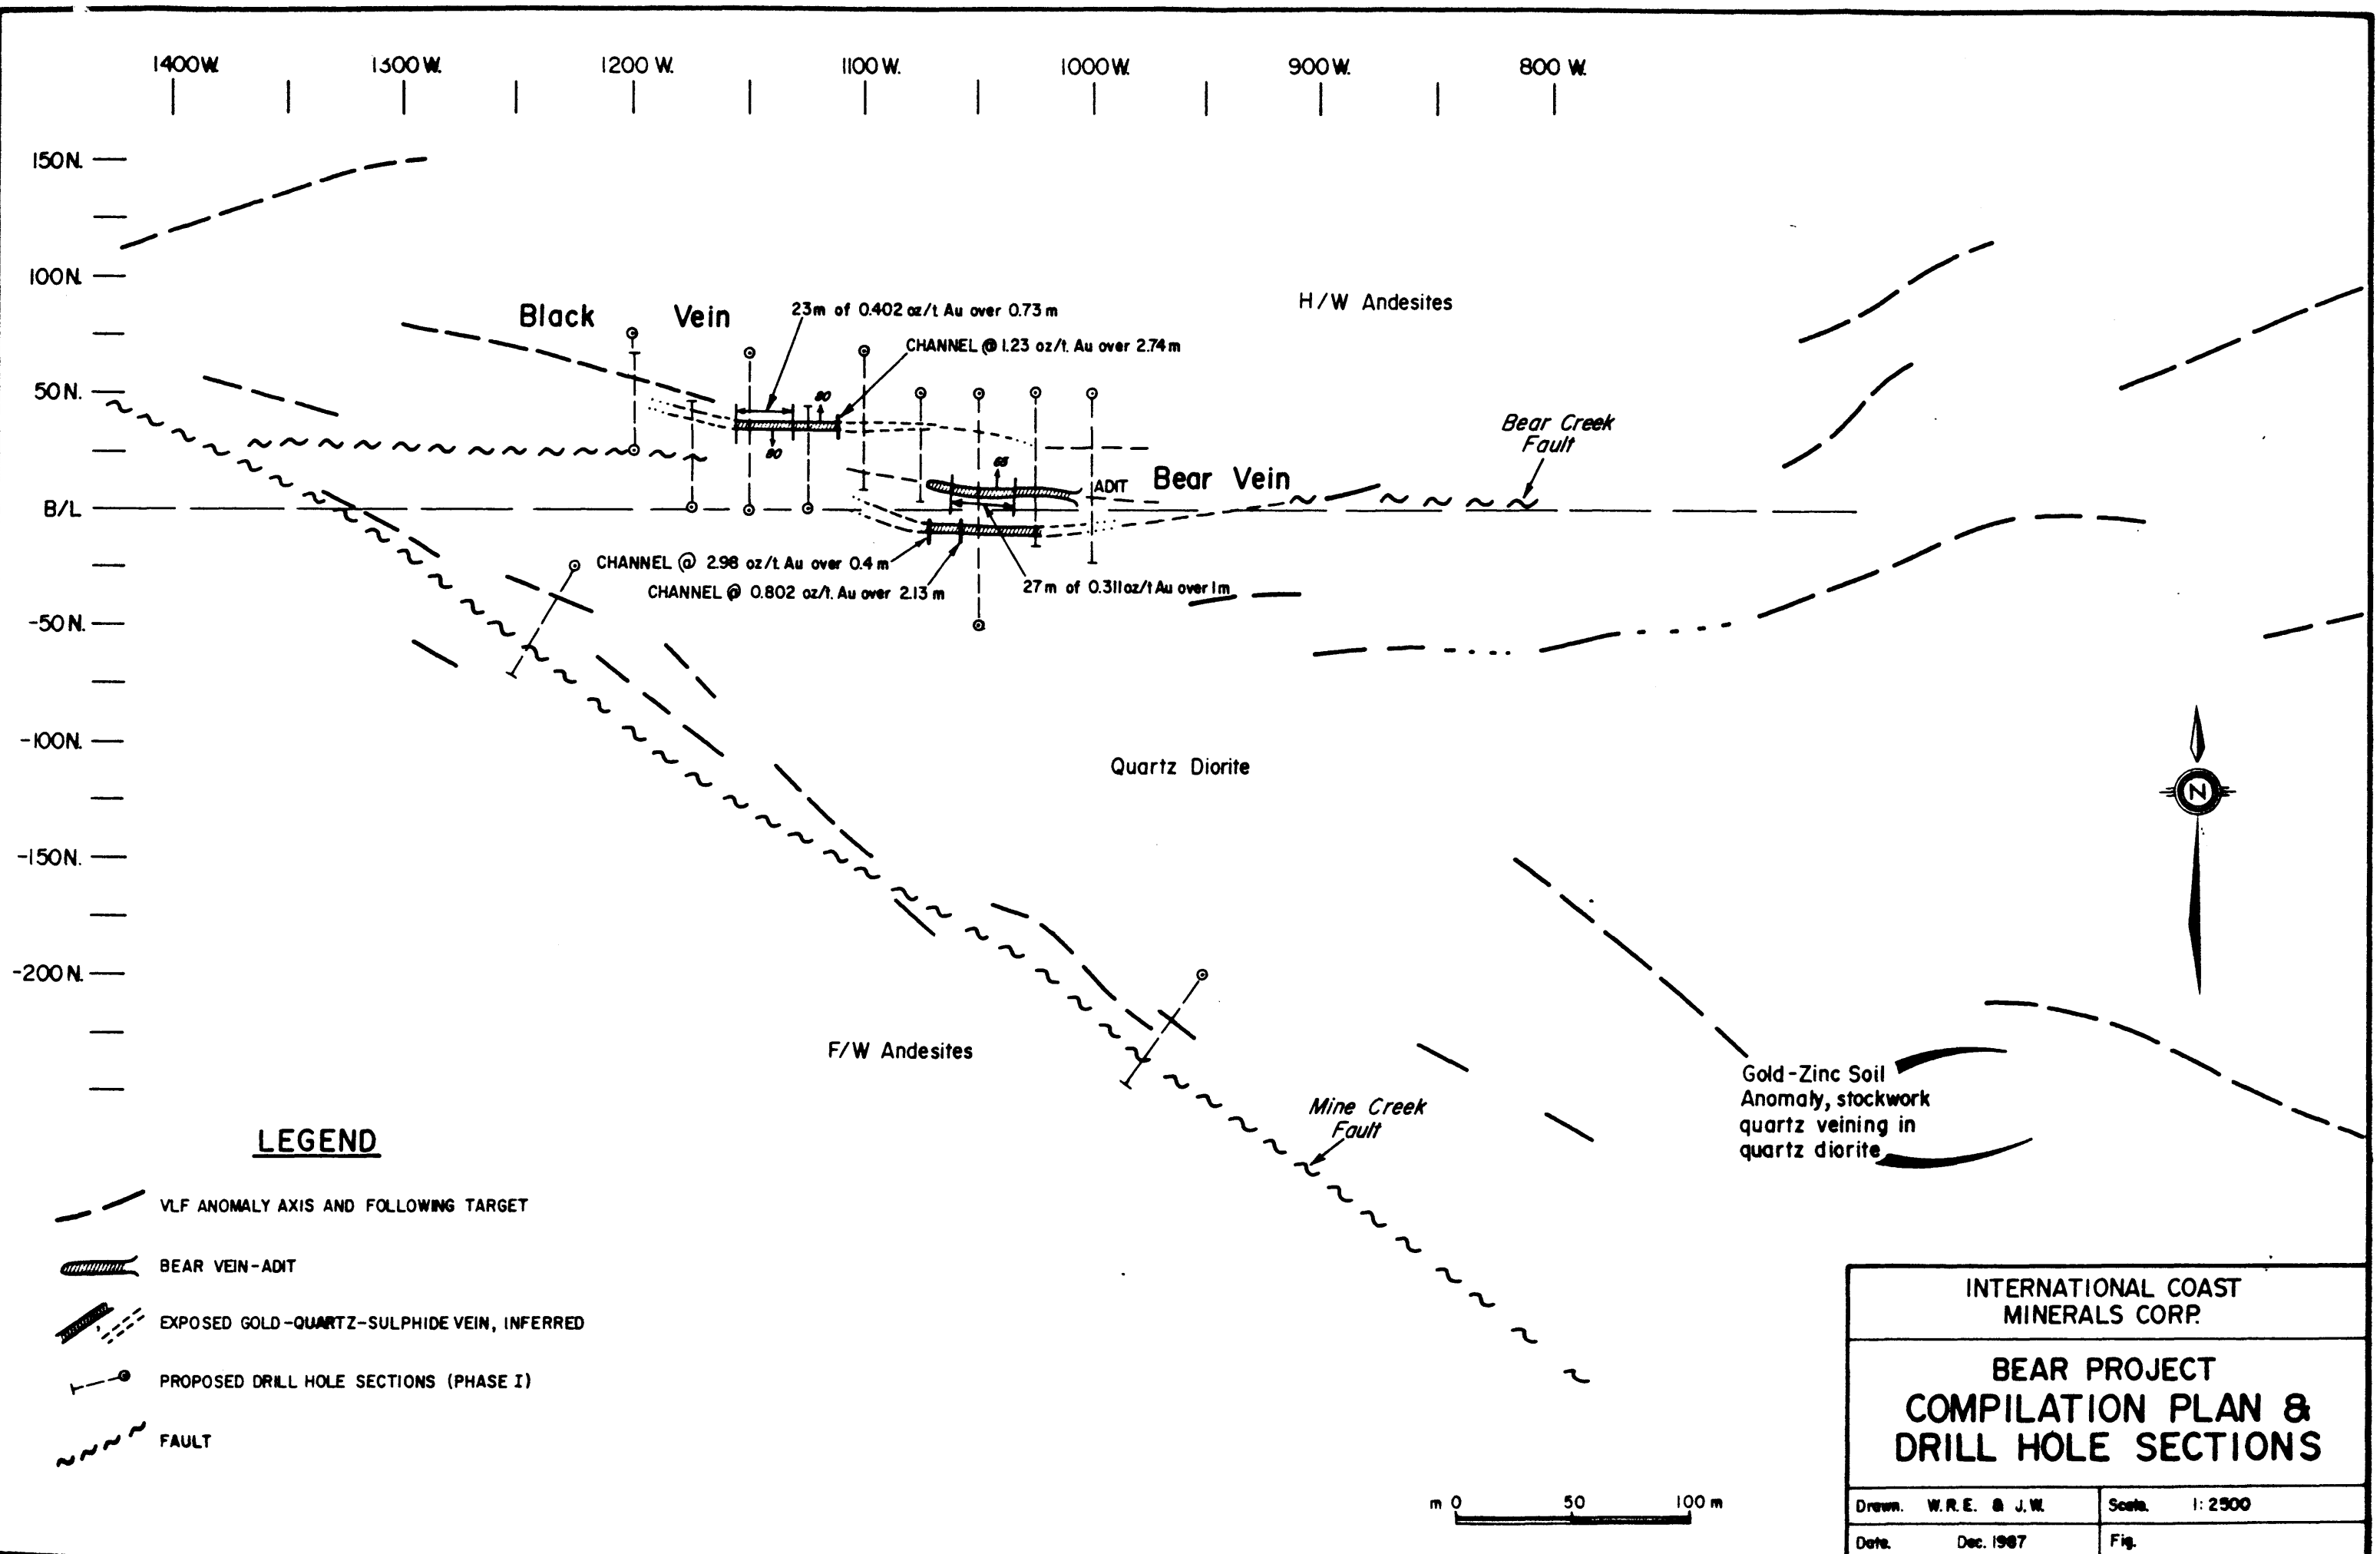 1400W. 1300W. 1200 W. 1100W. 1000W. 900W. 800 W.
150N.
100N.
50N.
B/L
-50N.
-100N.
-150N.
-200N.
Black Vein
23m of 0.402 oz/t Au over 0.73 m
CHANNEL @ 1.23 oz/t. Au over 2.74m
H/W Andesites
80
80
65
ADIT
Bear Vein
Bear Creek
Fault
CHANNEL @ 2.98 oz/t. Au over 0.4 m
CHANNEL @ 0.802 oz/t. Au over 2.13 m
27m of 0.311oz/t Au over 1m
Quartz Diorite
N
F/W Andesites
Mine Creek
Fault
Gold-Zinc Soil
Anomaly, stockwork
quartz veining in
quartz diorite
LEGEND
VLF ANOMALY AXIS AND FOLLOWING TARGET
BEAR VEIN-ADIT
EXPOSED GOLD-QUARTZ-SULPHIDE VEIN, INFERRED
PROPOSED DRILL HOLE SECTIONS (PHASE I)
FAULT
m 0 50 100 m
INTERNATIONAL COAST
MINERALS CORP.
BEAR PROJECT
COMPILATION PLAN &
DRILL HOLE SECTIONS
Drawn. W.R.E. & J.W. Scale. 1:2500
Date. Dec. 1987 Fig.